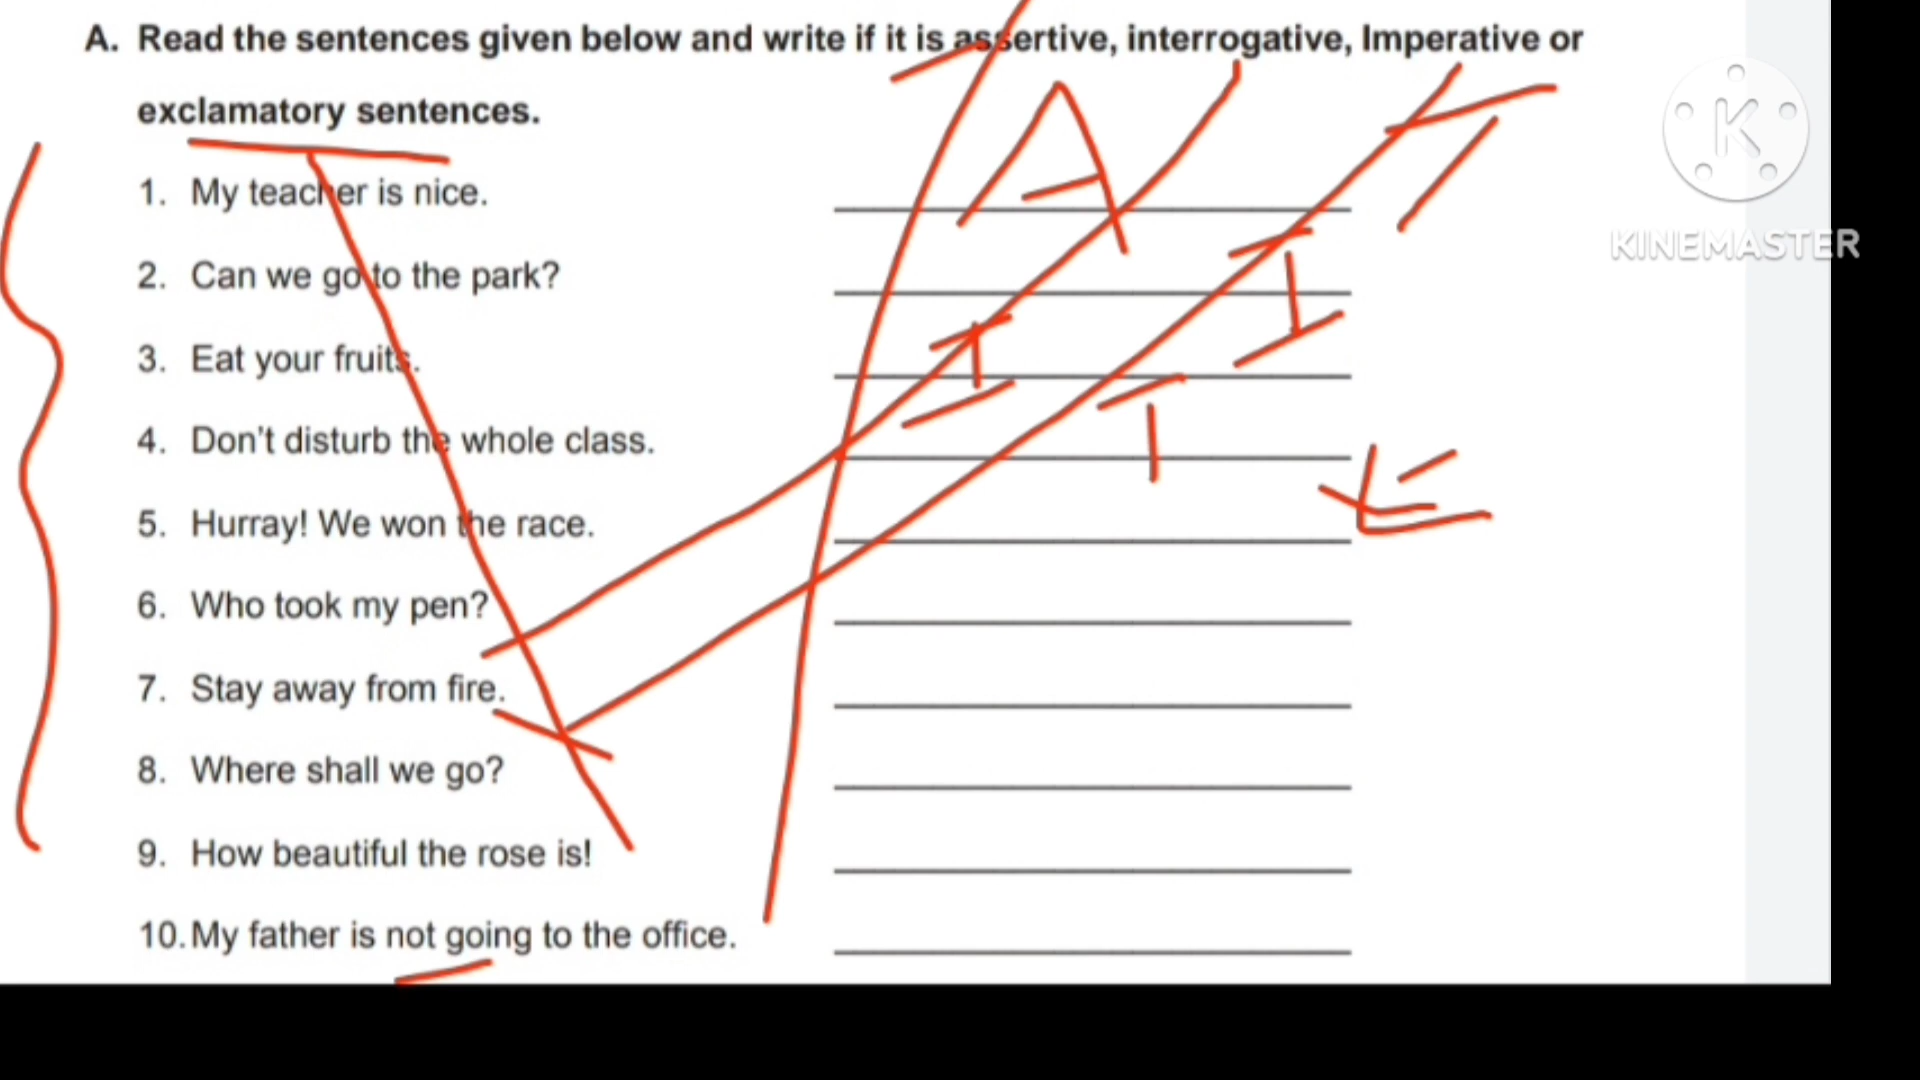 A. Read the sentences given below and write if it is assertive, interrogative, Imperative or
exclamatory sentences.
1. My teacher is nice.
2. Can we go to the park?
3. Eat your fruits.
4. Don't disturb the whole class.
5. Hurray! We won the race.
6. Who took my pen?
7. Stay away from fire.
8. Where shall we go?
9. How beautiful the rose is!
10. My father is not going to the office.
A
I
I
I
E
K
KINEMASTER